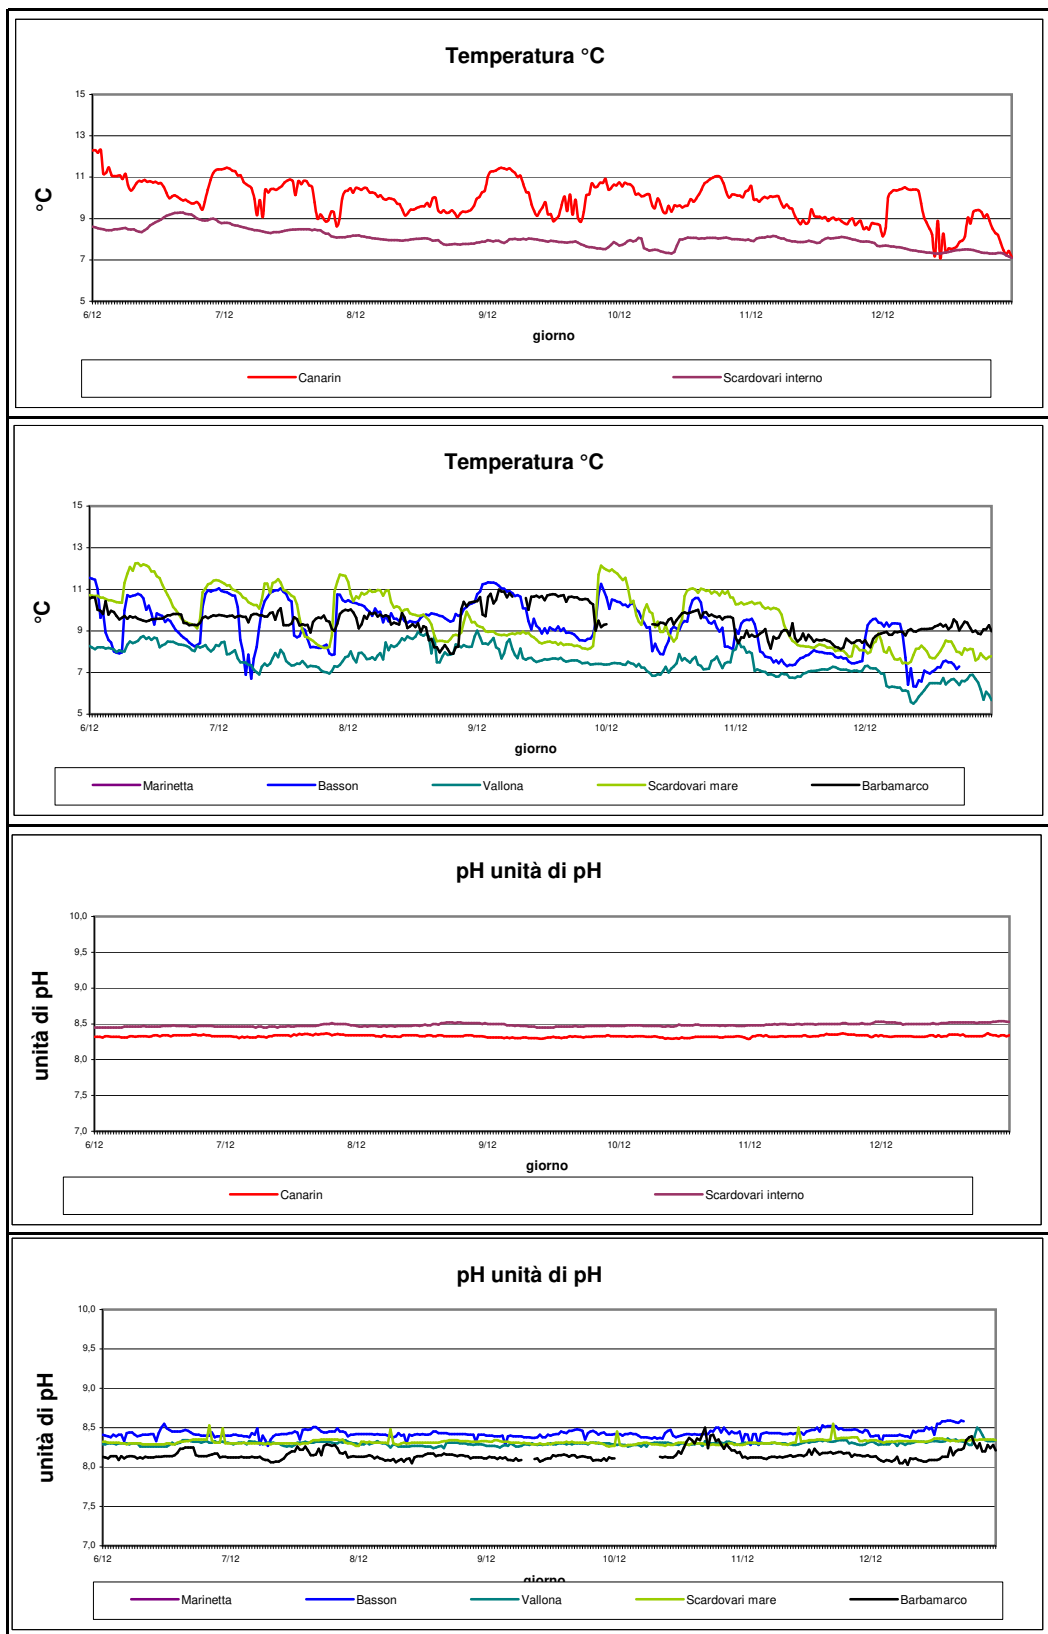 Temperatura °C
15
13
11
9
7
5
°C
6/12 7/12 8/12 9/12 10/12 11/12 12/12
giorno
Canarin Scardovari interno
Temperatura °C
15
13
11
9
7
5
°C
6/12 7/12 8/12 9/12 10/12 11/12 12/12
giorno
Marinetta Basson Vallona Scardovari mare Barbamarco
pH unità di pH
10,0
9,5
9,0
8,5
8,0
7,5
7,0
unità di pH
6/12 7/12 8/12 9/12 10/12 11/12 12/12
giorno
Canarin Scardovari interno
pH unità di pH
10,0
9,5
9,0
8,5
8,0
7,5
7,0
unità di pH
6/12 7/12 8/12 9/12 10/12 11/12 12/12
giorno
Marinetta Basson Vallona Scardovari mare Barbamarco